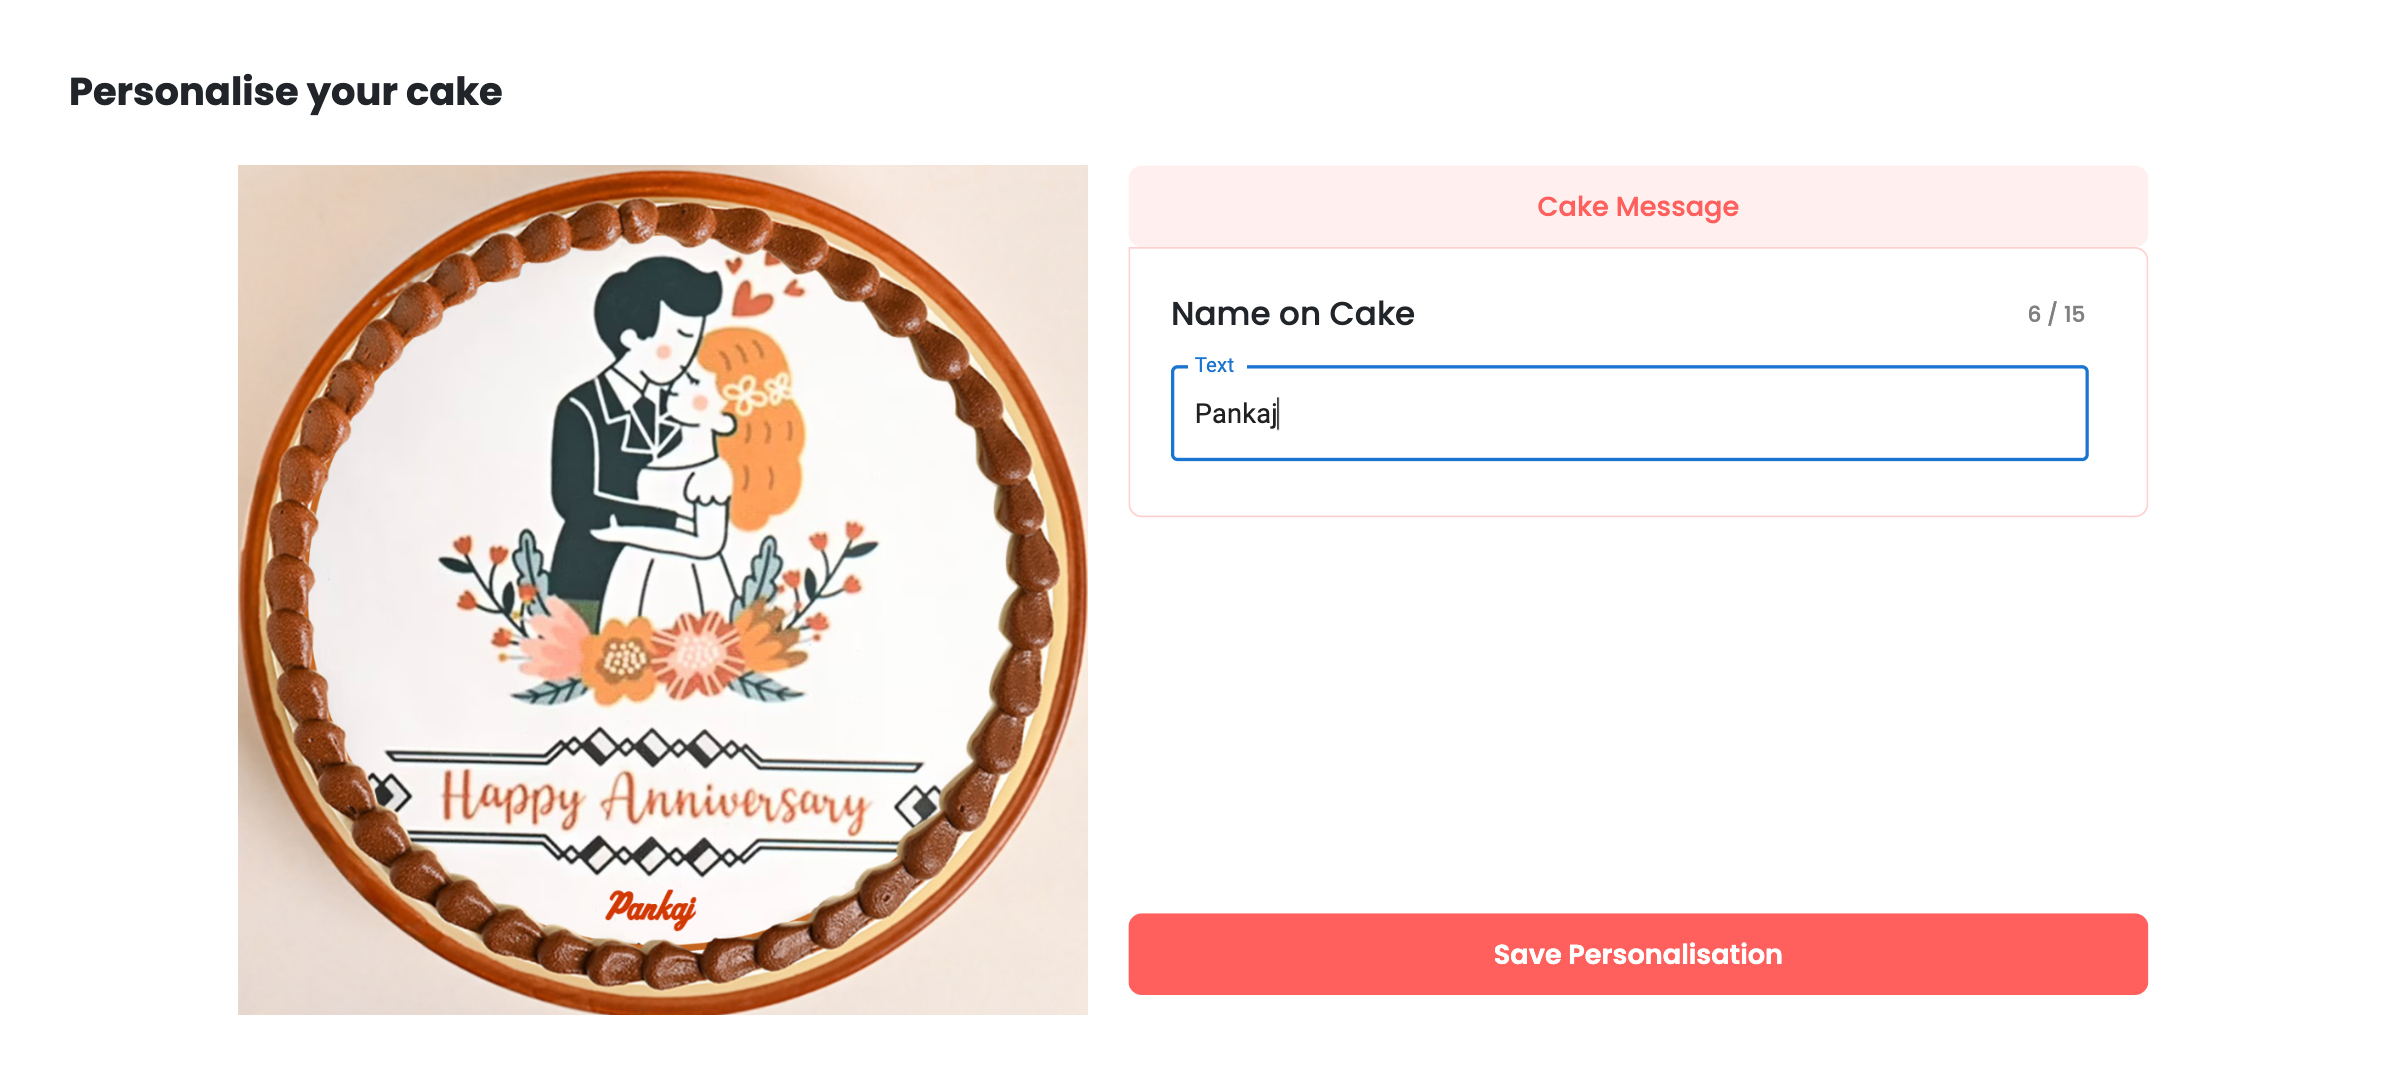 Personalise your cake
Happy Anniversary
Pankaj
Cake Message
Name on Cake
6 / 15
Text
Pankaj
Save Personalisation